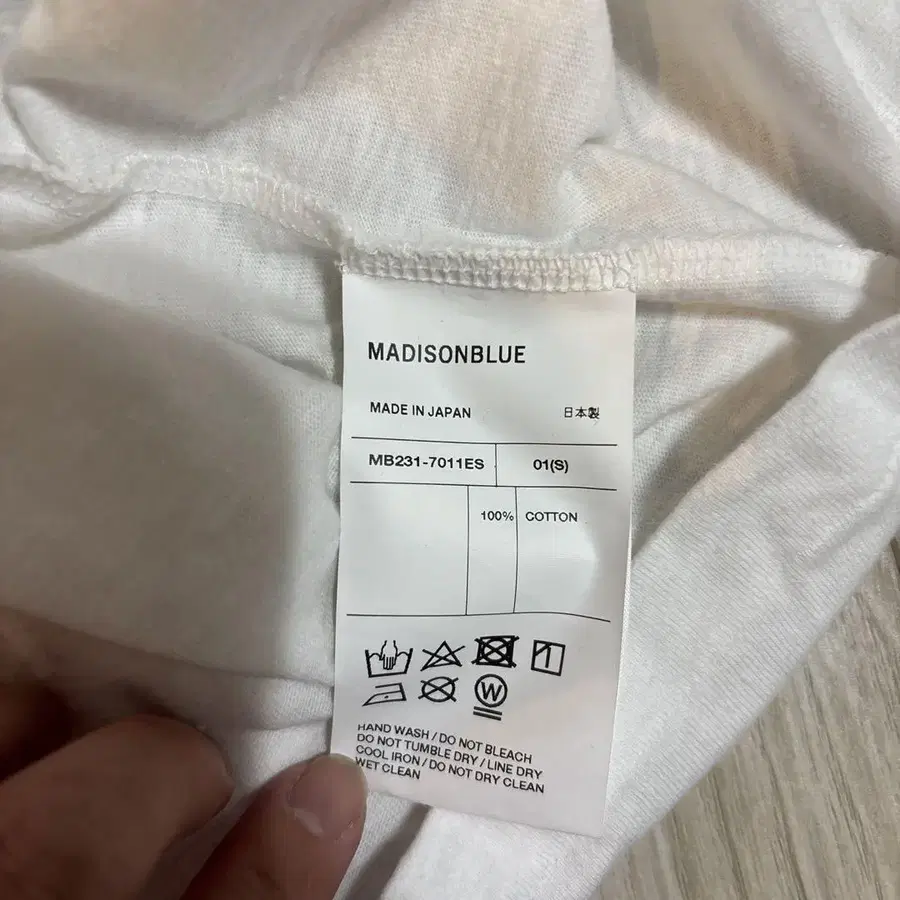 MADISONBLUE
MADE IN JAPAN 日本製
MB231-7011ES 01(S)
100% COTTON
W
HAND WASH / DO NOT BLEACH
DO NOT TUMBLE DRY / LINE DRY
COOL IRON / DO NOT DRY CLEAN
WET CLEAN